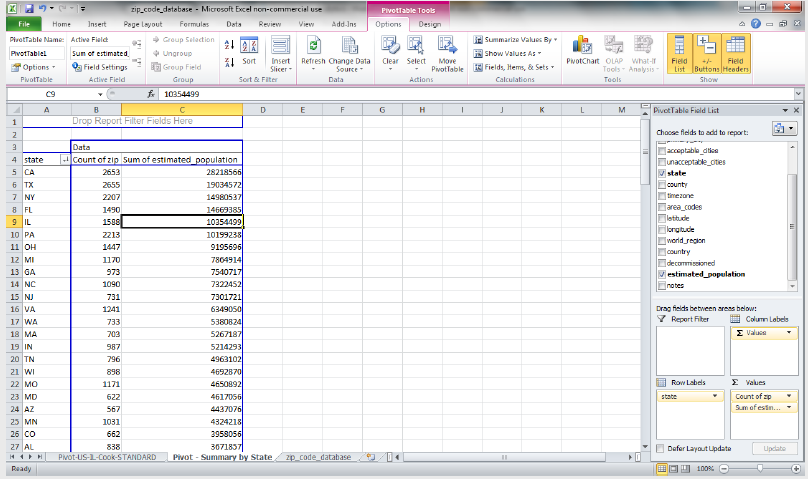 zip_code_database - Microsoft Excel non-commercial use
PivotTable Tools
File Home Insert Page Layout Formulas Data Review View Add-Ins Options Design
PivotTable Name: Active Field: Group Selection
PivotTable1 Sum of estimated_ Ungroup
Options Field Settings Group Field
Sort Insert Slicer Refresh Change Data Source Clear Select Move PivotTable
Summarize Values By
Show Values As
Fields, Items, & Sets
PivotChart OLAP Tools What-If Analysis Field List +/- Buttons Field Headers
PivotTable Active Field Group Sort & Filter Data Actions Calculations Tools Show
C9 fx 10354499
A B C D E F G H I J K L M
1 Drop Report Filter Fields Here
2
3 Data
4 state Count of zip Sum of estimated_population
5 CA 2653 28218566
6 TX 2655 19034572
7 NY 2207 14980537
8 FL 1490 14669385
9 IL 1588 10354499
10 PA 2213 10199238
11 OH 1447 9195696
12 MI 1170 7864914
13 GA 973 7540717
14 NC 1090 7322452
15 NJ 731 7301721
16 VA 1241 6349050
17 WA 733 5380824
18 MA 703 5267187
19 IN 987 5214293
20 TN 796 4963102
21 WI 898 4692870
22 MO 1171 4650892
23 MD 622 4617056
24 AZ 567 4437076
25 MN 1031 4324218
26 CO 662 3958056
27 AL 838 3671857
Pivot-US-IL-Cook-STANDARD Pivot - Summary by State zip_code_database
Ready 100%
PivotTable Field List
Choose fields to add to report:
acceptable_cities
unacceptable_cities
state
county
timezone
area_codes
latitude
longitude
world_region
country
decommissioned
estimated_population
notes
Drag fields between areas below:
Report Filter Column Labels
Σ Values
Row Labels Σ Values
state Count of zip
Sum of estim...
Defer Layout Update Update